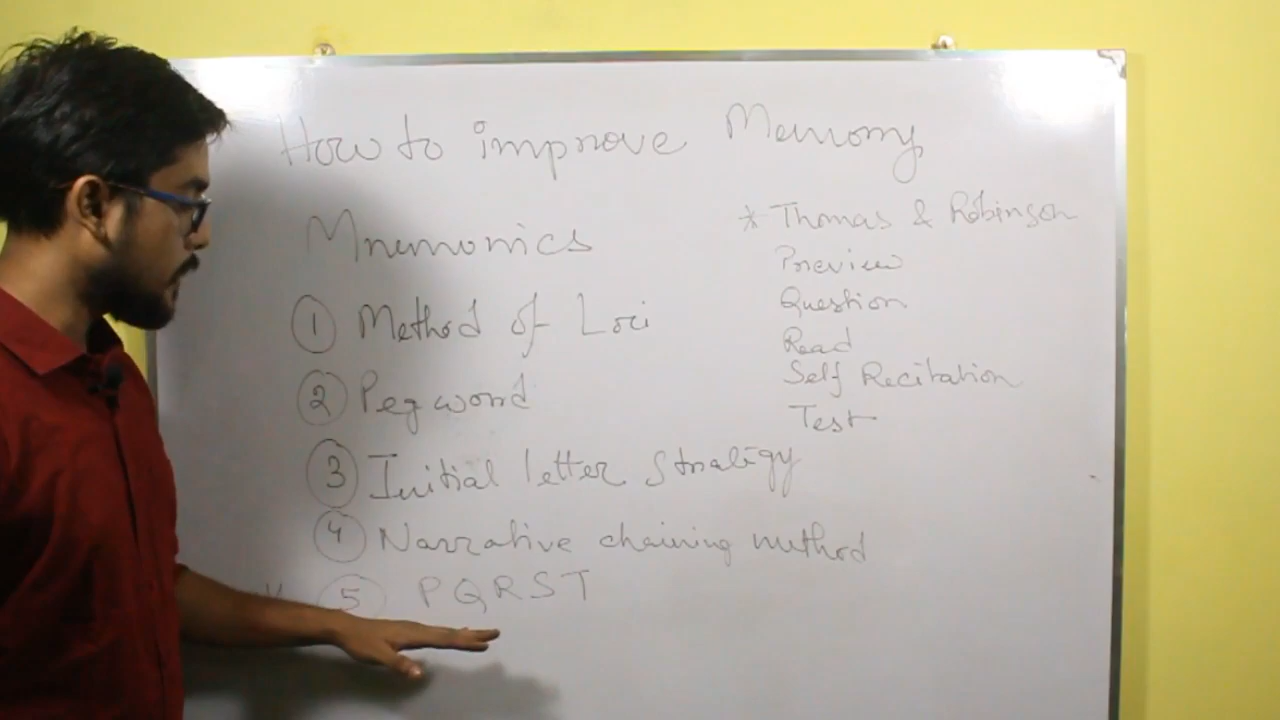 How to improve Memory
Mnemonics
① Method of Loci
② Peg word
③ Initial letter strategy
④ Narrative chaining method
⑤ PQRST
* Thomas & Robinson
Preview
Question
Read
Self Recitation
Test